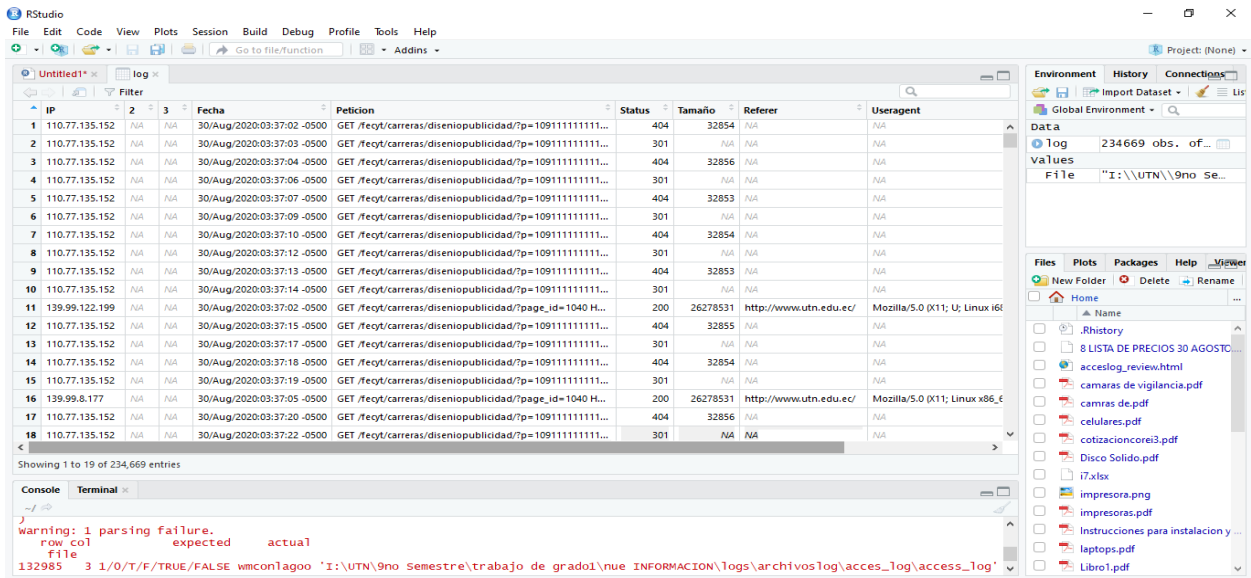 RStudio
File Edit Code View Plots Session Build Debug Profile Tools Help
Go to file/function Addins Project: (None)
Untitled1* log
Filter
IP 2 3 Fecha Peticion Status Tamaño Referer Useragent
1 110.77.135.152 NA NA 30/Aug/2020:03:37:02 -0500 GET /fecyt/carreras/diseniopublicidad/?p=109111111111... 404 32854 NA NA
2 110.77.135.152 NA NA 30/Aug/2020:03:37:03 -0500 GET /fecyt/carreras/diseniopublicidad/?p=109111111111... 301 NA NA NA
3 110.77.135.152 NA NA 30/Aug/2020:03:37:04 -0500 GET /fecyt/carreras/diseniopublicidad/?p=109111111111... 404 32856 NA NA
4 110.77.135.152 NA NA 30/Aug/2020:03:37:06 -0500 GET /fecyt/carreras/diseniopublicidad/?p=109111111111... 301 NA NA NA
5 110.77.135.152 NA NA 30/Aug/2020:03:37:07 -0500 GET /fecyt/carreras/diseniopublicidad/?p=109111111111... 404 32853 NA NA
6 110.77.135.152 NA NA 30/Aug/2020:03:37:09 -0500 GET /fecyt/carreras/diseniopublicidad/?p=109111111111... 301 NA NA NA
7 110.77.135.152 NA NA 30/Aug/2020:03:37:10 -0500 GET /fecyt/carreras/diseniopublicidad/?p=109111111111... 404 32854 NA NA
8 110.77.135.152 NA NA 30/Aug/2020:03:37:12 -0500 GET /fecyt/carreras/diseniopublicidad/?p=109111111111... 301 NA NA NA
9 110.77.135.152 NA NA 30/Aug/2020:03:37:13 -0500 GET /fecyt/carreras/diseniopublicidad/?p=109111111111... 404 32853 NA NA
10 110.77.135.152 NA NA 30/Aug/2020:03:37:14 -0500 GET /fecyt/carreras/diseniopublicidad/?p=109111111111... 301 NA NA NA
11 139.99.122.199 NA NA 30/Aug/2020:03:37:02 -0500 GET /fecyt/carreras/diseniopublicidad/?page_id=1040 H... 200 26278531 http://www.utn.edu.ec/ Mozilla/5.0 (X11; U; Linux i68
12 110.77.135.152 NA NA 30/Aug/2020:03:37:15 -0500 GET /fecyt/carreras/diseniopublicidad/?p=109111111111... 404 32855 NA NA
13 110.77.135.152 NA NA 30/Aug/2020:03:37:17 -0500 GET /fecyt/carreras/diseniopublicidad/?p=109111111111... 301 NA NA NA
14 110.77.135.152 NA NA 30/Aug/2020:03:37:18 -0500 GET /fecyt/carreras/diseniopublicidad/?p=109111111111... 404 32854 NA NA
15 110.77.135.152 NA NA 30/Aug/2020:03:37:19 -0500 GET /fecyt/carreras/diseniopublicidad/?p=109111111111... 301 NA NA NA
16 139.99.8.177 NA NA 30/Aug/2020:03:37:05 -0500 GET /fecyt/carreras/diseniopublicidad/?page_id=1040 H... 200 26278531 http://www.utn.edu.ec/ Mozilla/5.0 (X11; Linux x86_6
17 110.77.135.152 NA NA 30/Aug/2020:03:37:20 -0500 GET /fecyt/carreras/diseniopublicidad/?p=109111111111... 404 32856 NA NA
18 110.77.135.152 NA NA 30/Aug/2020:03:37:22 -0500 GET /fecyt/carreras/diseniopublicidad/?p=109111111111... 301 NA NA NA
Showing 1 to 19 of 234,669 entries
Console Terminal
~/
)
Warning: 1 parsing failure.
row col expected actual
file
132985 3 1/0/T/F/TRUE/FALSE wmconlagoo 'I:\UTN\9no Semestre\trabajo de grado1\nue INFORMACION\logs\archivoslog\acces_log\access_log'
Environment History Connections
Import Dataset Lis
Global Environment
Data
log 234669 obs. of…
Values
File "I:\\UTN\\9no Se…
Files Plots Packages Help Viewer
New Folder Delete Rename
Home ...
Name
.Rhistory
8 LISTA DE PRECIOS 30 AGOSTO...
acceslog_review.html
camaras de vigilancia.pdf
camras de.pdf
celulares.pdf
cotizacioncorei3.pdf
Disco Solido.pdf
i7.xlsx
impresora.png
impresoras.pdf
Instrucciones para instalacion y ...
laptops.pdf
Libro1.pdf